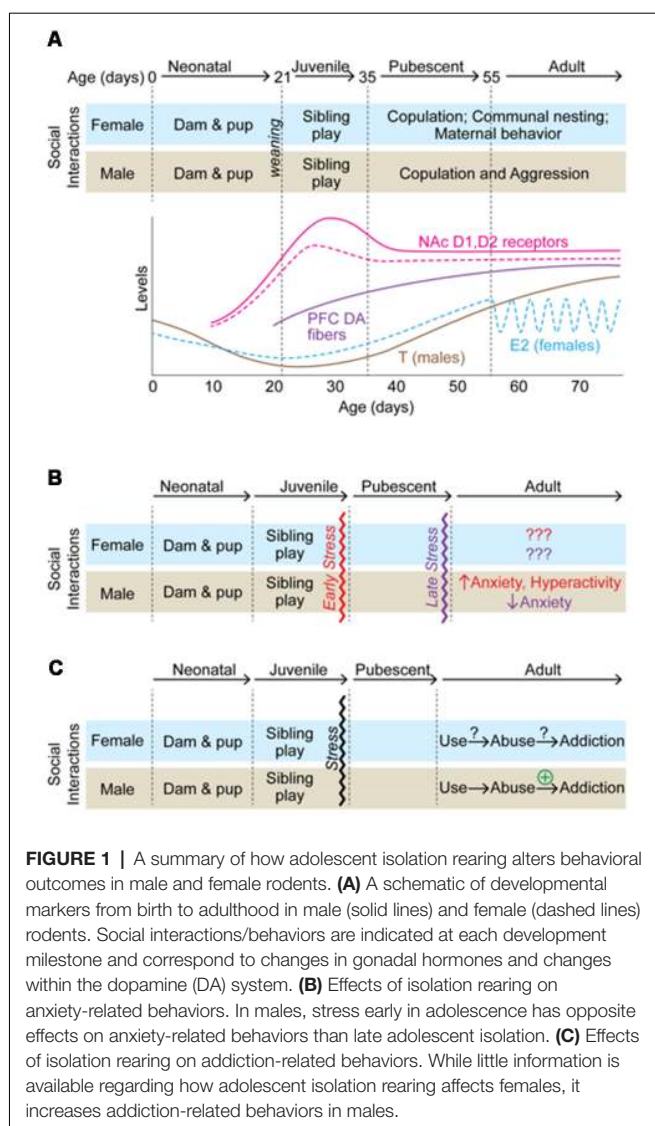 A
Age (days) 0 Neonatal 21 Juvenile 35 Pubescent 55 Adult
Social Interactions
Female Dam & pup Sibling play Copulation; Communal nesting; Maternal behavior
weaning
Male Dam & pup Sibling play Copulation and Aggression
NAc D1,D2 receptors
Levels
PFC DA fibers
E2 (females)
T (males)
0 10 20 30 40 50 60 70
Age (days)
B
Neonatal Juvenile Pubescent Adult
Social Interactions
Female Dam & pup Sibling play ???
???
Early Stress
Late Stress
Male Dam & pup Sibling play ↑Anxiety, Hyperactivity
↓Anxiety
C
Neonatal Juvenile Pubescent Adult
Social Interactions
Female Dam & pup Sibling play Use ?→ Abuse ?→ Addiction
Stress
Male Dam & pup Sibling play Use → Abuse ⊕→ Addiction
FIGURE 1 | A summary of how adolescent isolation rearing alters behavioral
outcomes in male and female rodents. (A) A schematic of developmental
markers from birth to adulthood in male (solid lines) and female (dashed lines)
rodents. Social interactions/behaviors are indicated at each development
milestone and correspond to changes in gonadal hormones and changes
within the dopamine (DA) system. (B) Effects of isolation rearing on
anxiety-related behaviors. In males, stress early in adolescence has opposite
effects on anxiety-related behaviors than late adolescent isolation. (C) Effects
of isolation rearing on addiction-related behaviors. While little information is
available regarding how adolescent isolation rearing affects females, it
increases addiction-related behaviors in males.